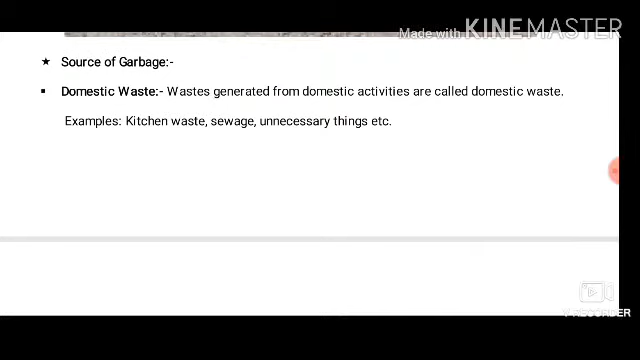 Made with KINEMASTER
★ Source of Garbage:-
▪ Domestic Waste:- Wastes generated from domestic activities are called domestic waste.
Examples: Kitchen waste, sewage, unnecessary things etc.
V RECORDER